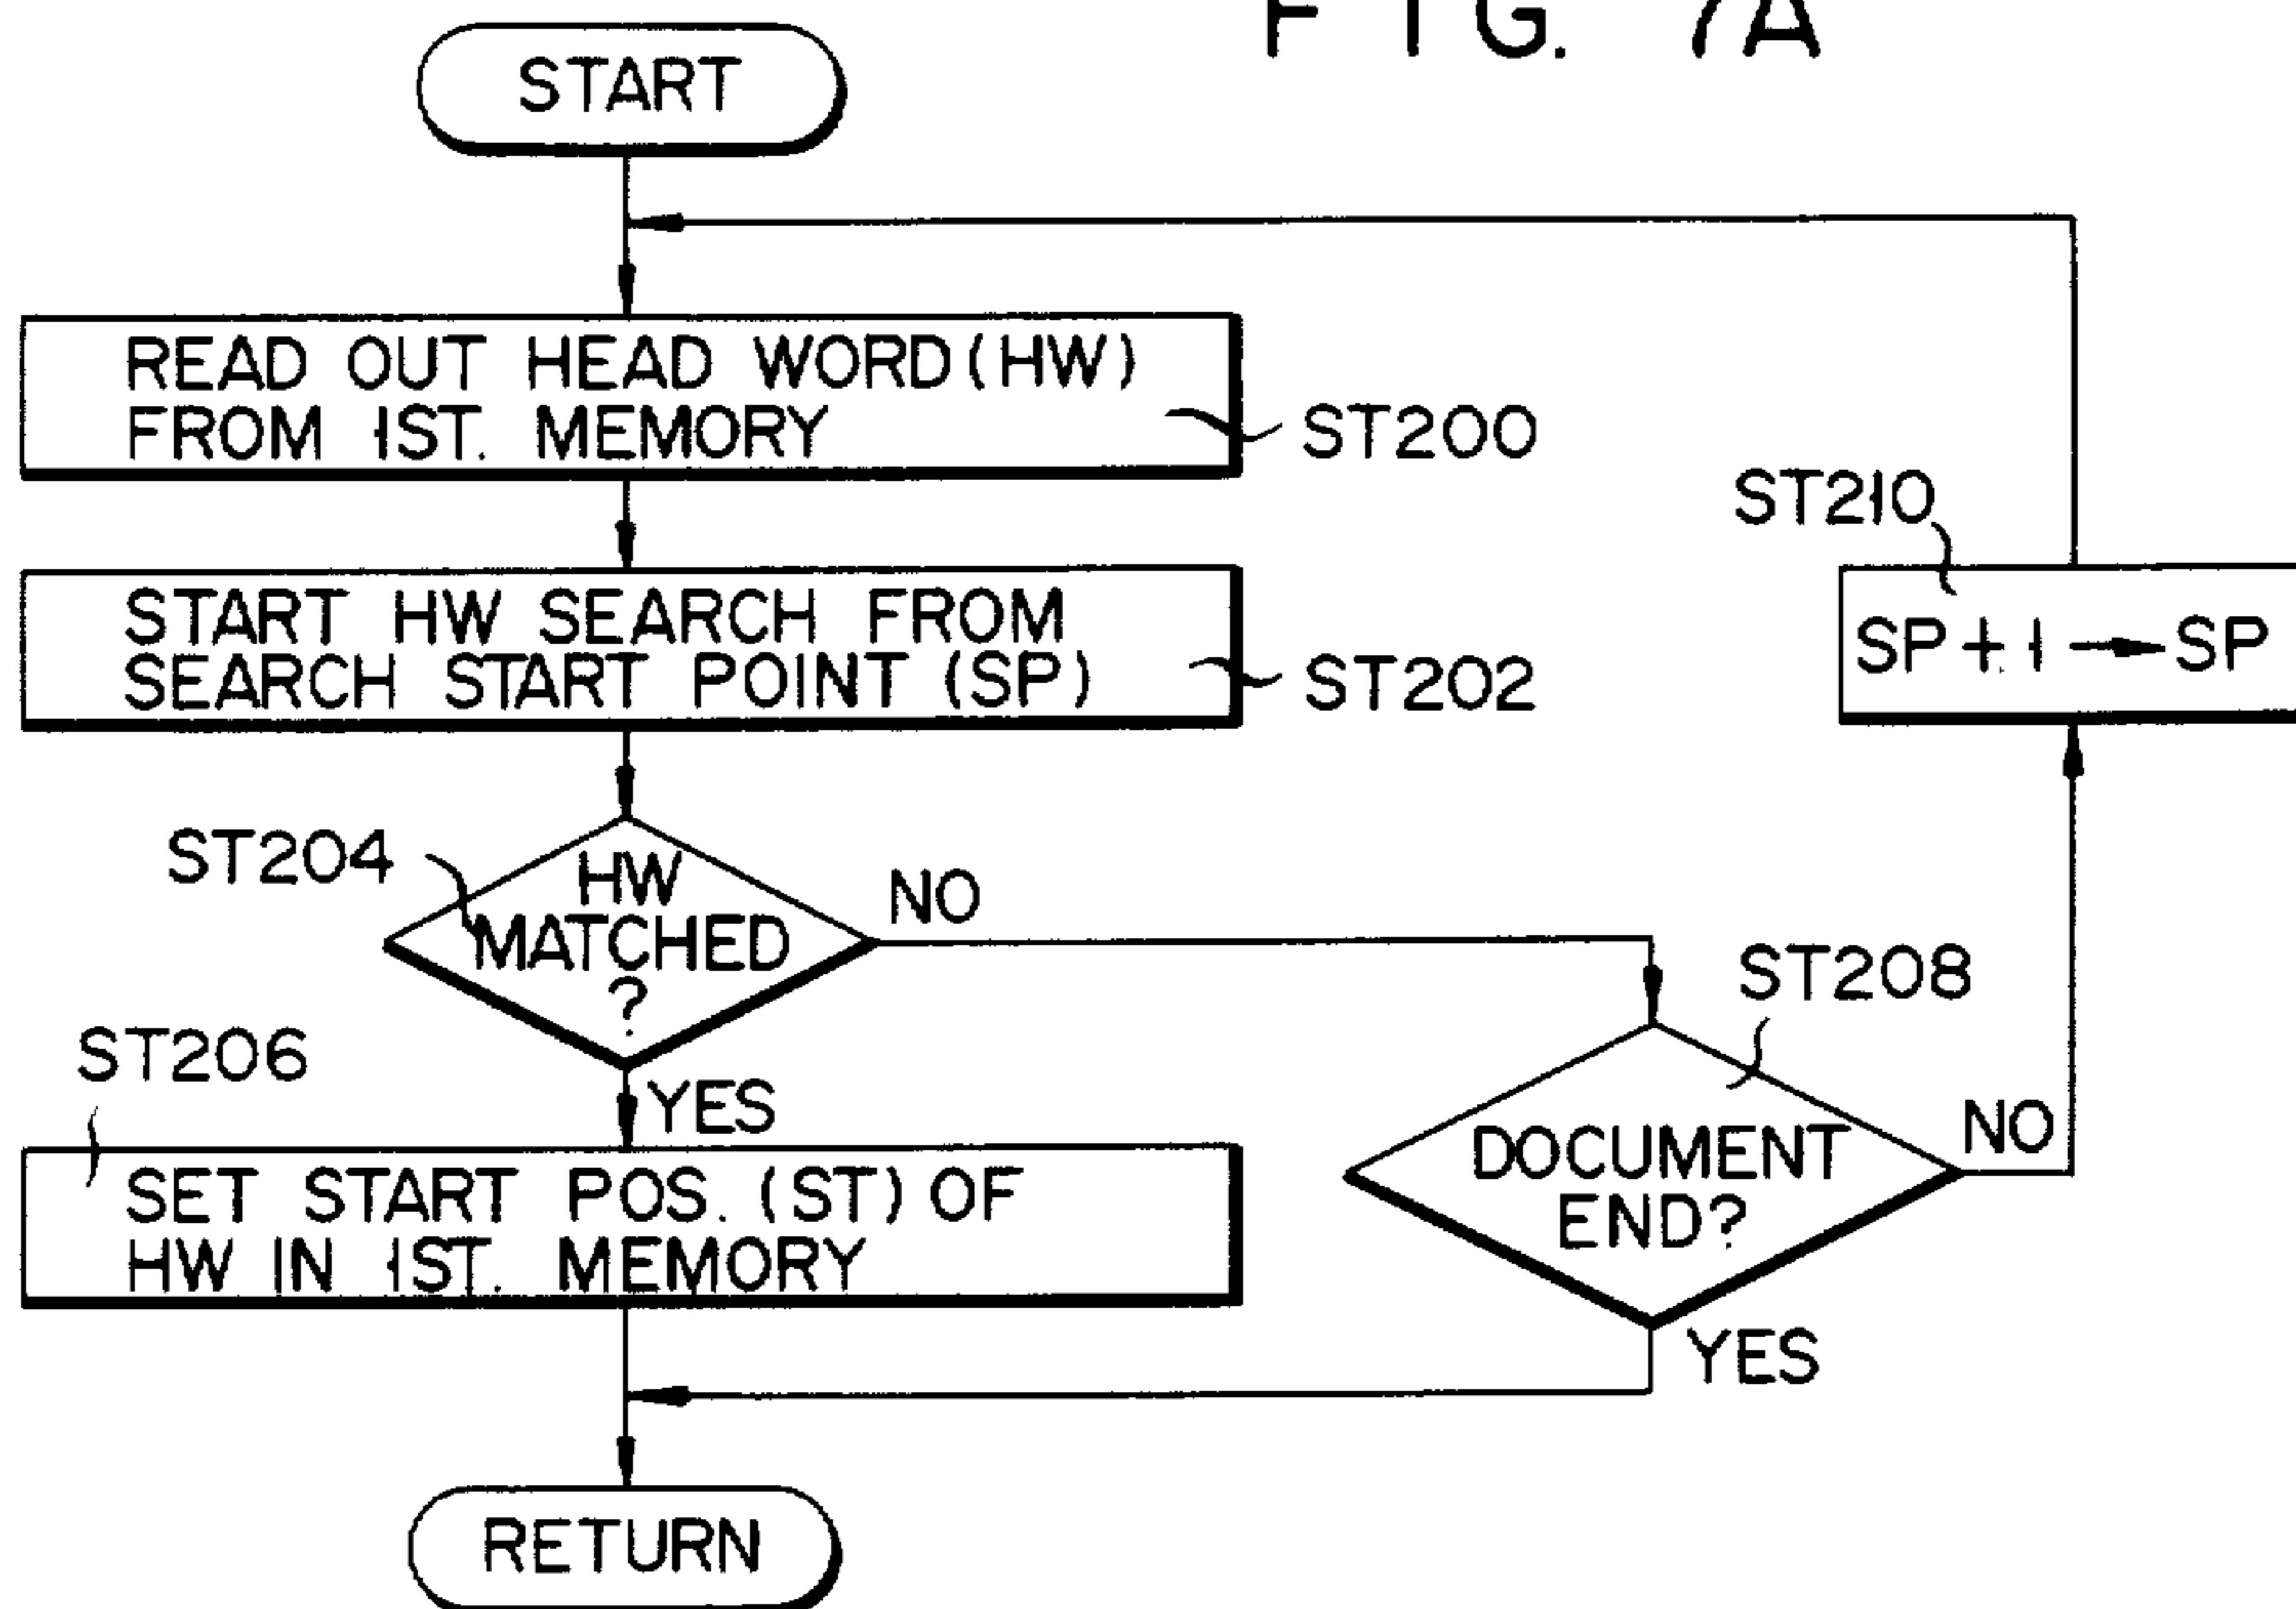 FIG. 7A
START
READ OUT HEAD WORD(HW)
FROM 1ST. MEMORY
ST200
ST210
START HW SEARCH FROM
SEARCH START POINT (SP)
ST202
SP+1→SP
ST204
HW
MATCHED
?
NO
ST208
ST206
YES
DOCUMENT
END?
NO
SET START POS. (ST) OF
HW IN 1ST. MEMORY
YES
RETURN